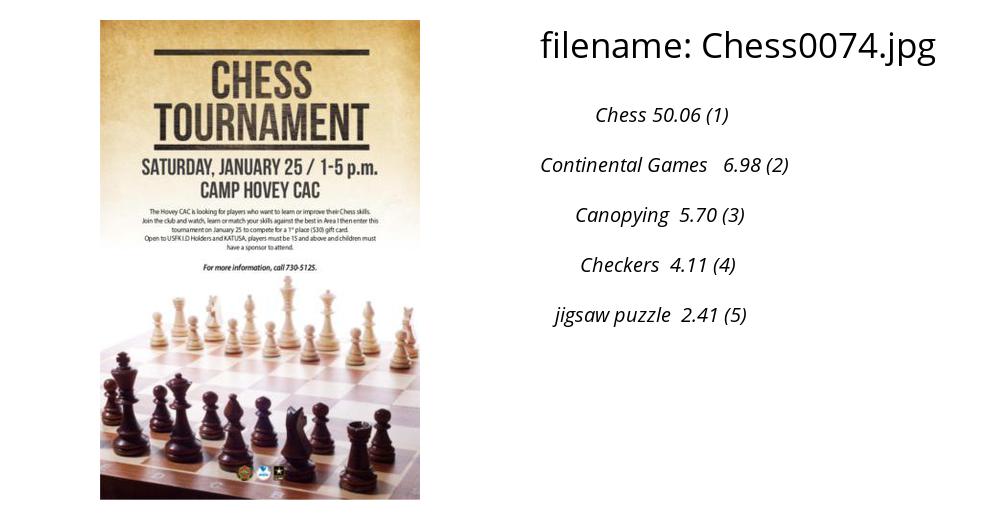 CHESS
TOURNAMENT
SATURDAY, JANUARY 25 / 1-5 p.m.
CAMP HOVEY CAC
The Hovey CAC is looking for players who want to learn or improve their Chess skills.
Join the club and watch, learn or match your skills against the best in Area I then enter this
tournament on January 25 to compete for a 1st place ($30) gift card.
Open to USFK I.D Holders and KATUSA, players must be 15 and above and children must
have a sponsor to attend.
For more information, call 730-5125.
filename: Chess0074.jpg
Chess 50.06 (1)
Continental Games 6.98 (2)
Canopying 5.70 (3)
Checkers 4.11 (4)
jigsaw puzzle 2.41 (5)